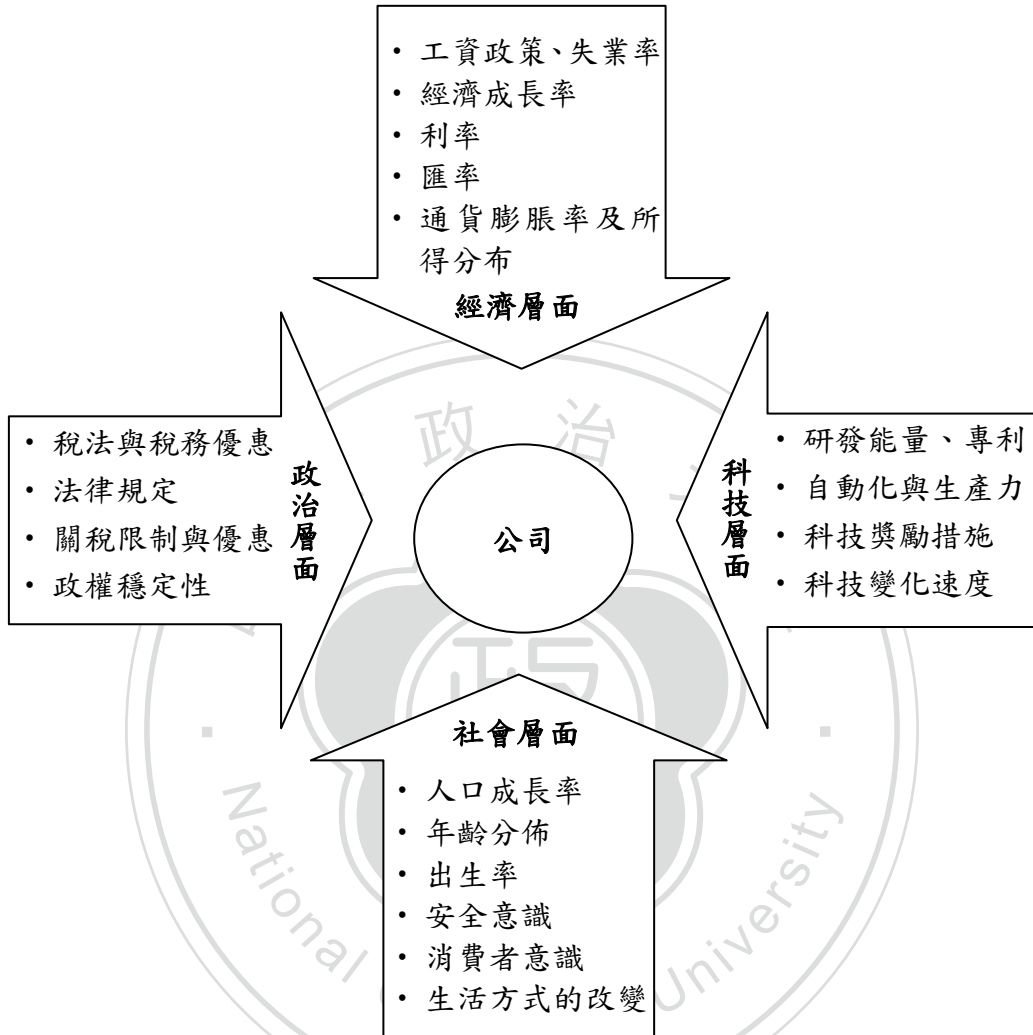 • 工資政策、失業率
• 經濟成長率
• 利率
• 匯率
• 通貨膨脹率及所
得分布
經濟層面
• 稅法與稅務優惠
• 法律規定
• 關稅限制與優惠
• 政權穩定性
政治層面
政 治
公司
科技層面
• 研發能量、專利
• 自動化與生產力
• 科技獎勵措施
• 科技變化速度
社會層面
• 人口成長率
• 年齡分佈
• 出生率
• 安全意識
• 消費者意識
• 生活方式的改變
National
University